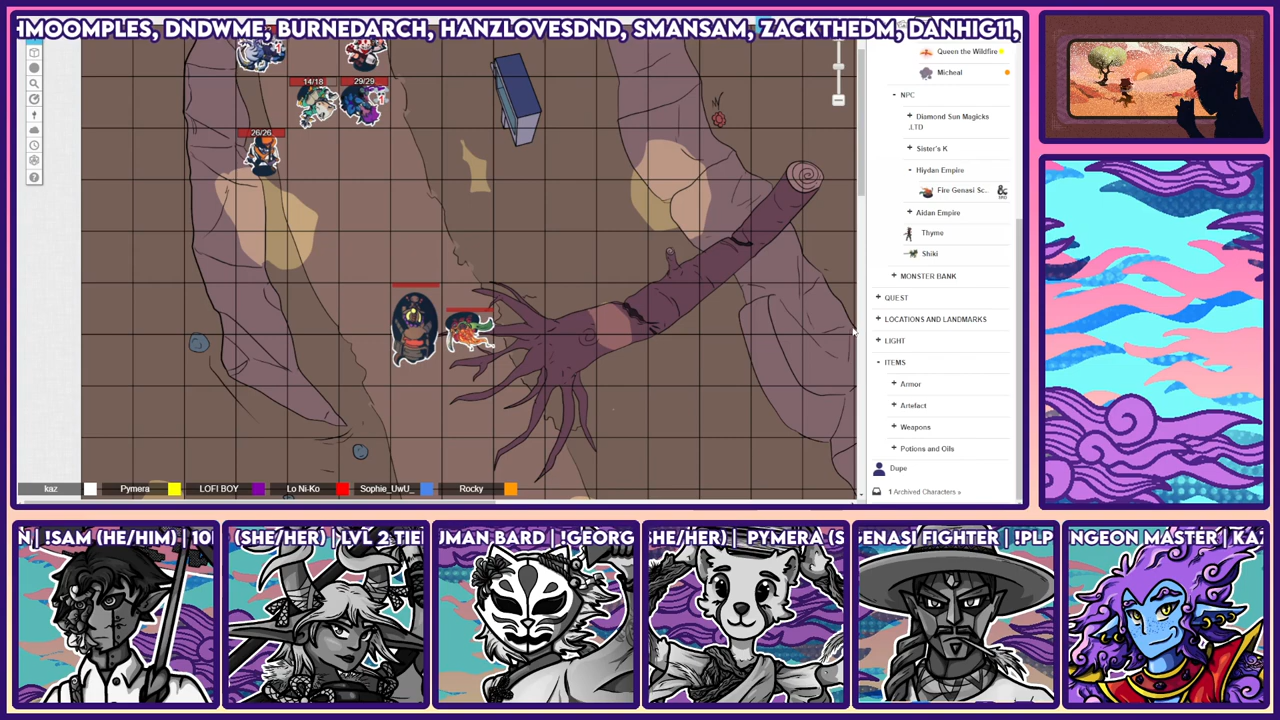 HMOOMPLES, DNDWME, BURNEDARCH, HANZLOVESDND, SMANSAM, ZACKTHEDM, DANHIG11,
14/18
29/29
26/26
Queen the Wildfire
Micheal
- NPC
+ Diamond Sun Magicks
.LTD
+ Sister's K
- Hiydan Empire
Fire Genasi Sc..
+ Aidan Empire
Thyme
Shiki
+ MONSTER BANK
+ QUEST
+ LOCATIONS AND LANDMARKS
+ LIGHT
- ITEMS
+ Armor
+ Artefact
+ Weapons
+ Potions and Oils
Dupe
1 Archived Characters »
kaz
Pymera
LOFI BOY
Lo Ni-Ko
Sophie_UwU_
Rocky
N | !SAM (HE/HIM) | 10
(SHE/HER) | LVL 2 TIE
UMAN BARD | !GEORG
SHE/HER) | PYMERA (S
GENASI FIGHTER | !PLP
NGEON MASTER | KAZ